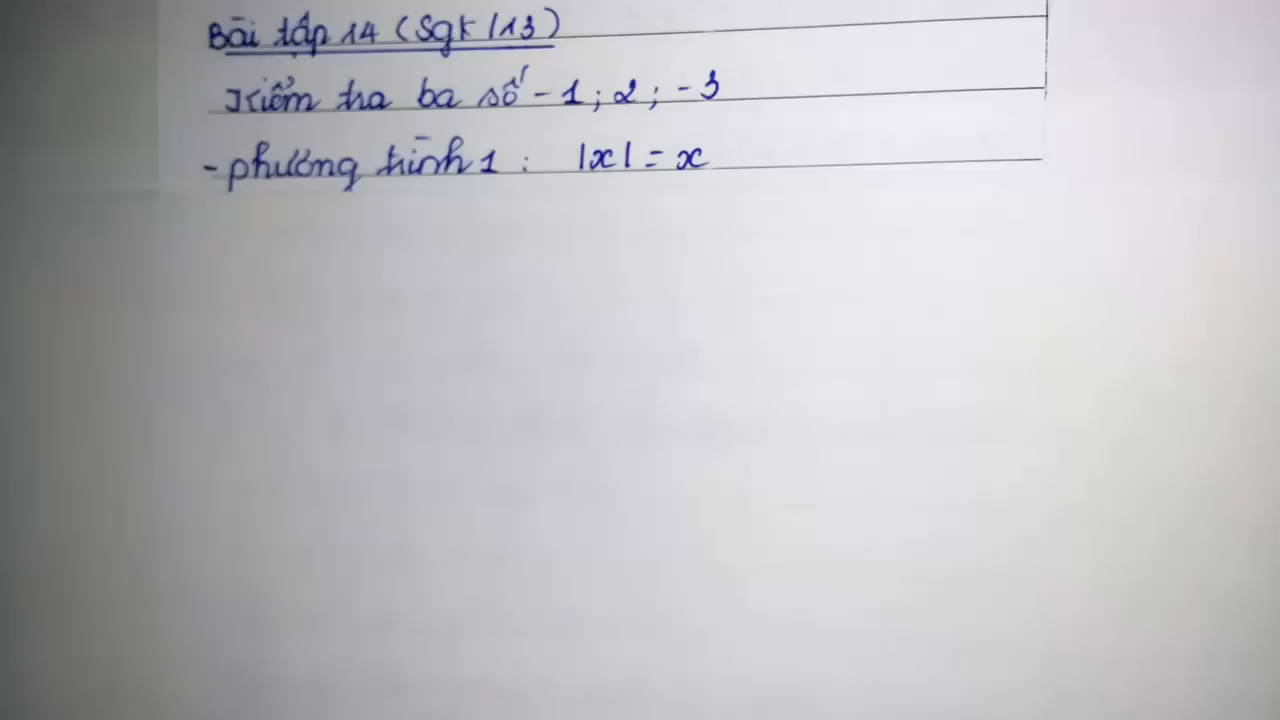 Bài tập 14 (Sgk /13)
Kiểm tra ba số -1; 2; -3
- phương trình 1 : |x| = x